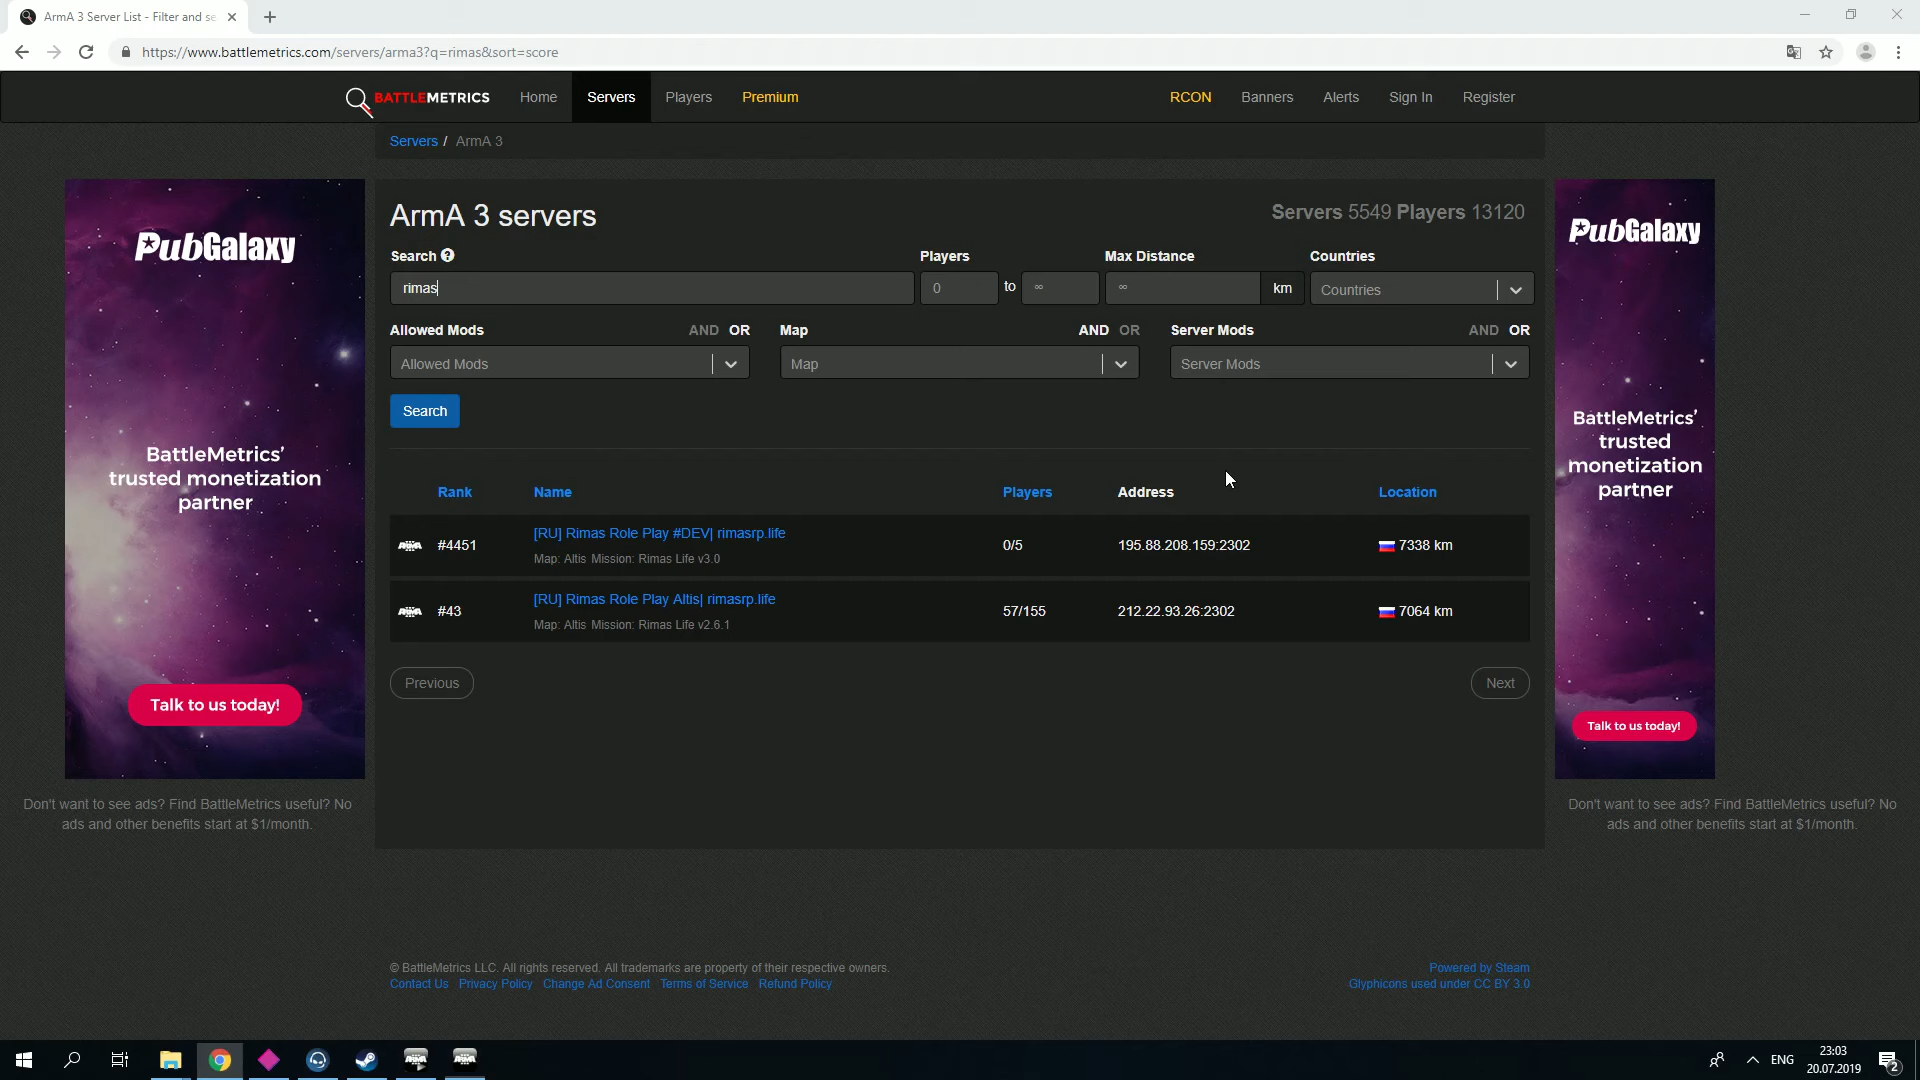 ArmA 3 Server List - Filter and se
https://www.battlemetrics.com/servers/arma3?q=rimas&sort=score
BATTLEMETRICS Home Servers Players Premium RCON Banners Alerts Sign In Register
Servers / ArmA 3
ArmA 3 servers
Servers 5549 Players 13120
Search ? Players Max Distance Countries
rimas 0 to ∞ ∞ km Countries
Allowed Mods AND OR Map AND OR Server Mods AND OR
Allowed Mods Map Server Mods
Search
Rank Name Players Address Location
ARMA #4451 [RU] Rimas Role Play #DEV| rimasrp.life 0/5 195.88.208.159:2302 7338 km
Map: Altis Mission: Rimas Life v3.0
ARMA #43 [RU] Rimas Role Play Altis| rimasrp.life 57/155 212.22.93.26:2302 7064 km
Map: Altis Mission: Rimas Life v2.6.1
Previous Next
PubGalaxy
BattleMetrics'
trusted monetization
partner
Talk to us today!
Don't want to see ads? Find BattleMetrics useful? No
ads and other benefits start at $1/month.
PubGalaxy
BattleMetrics'
trusted
monetization
partner
Talk to us today!
Don't want to see ads? Find BattleMetrics useful? No
ads and other benefits start at $1/month.
© BattleMetrics LLC. All rights reserved. All trademarks are property of their respective owners.
Contact Us Privacy Policy Change Ad Consent Terms of Service Refund Policy
Powered by Steam
Glyphicons used under CC BY 3.0
ARMA ARMA
ENG
23:03
20.07.2019
2